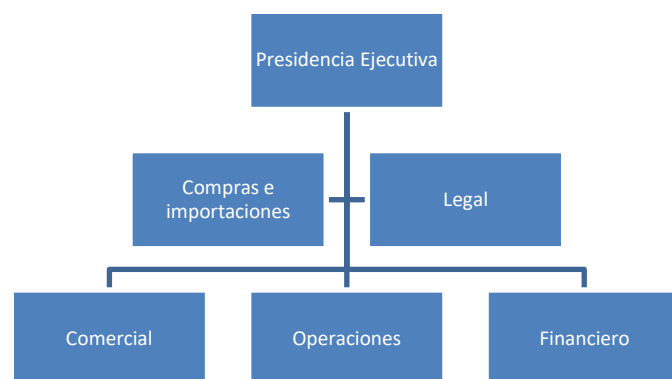 Presidencia Ejecutiva
Compras e
importaciones
Legal
Comercial
Operaciones
Financiero